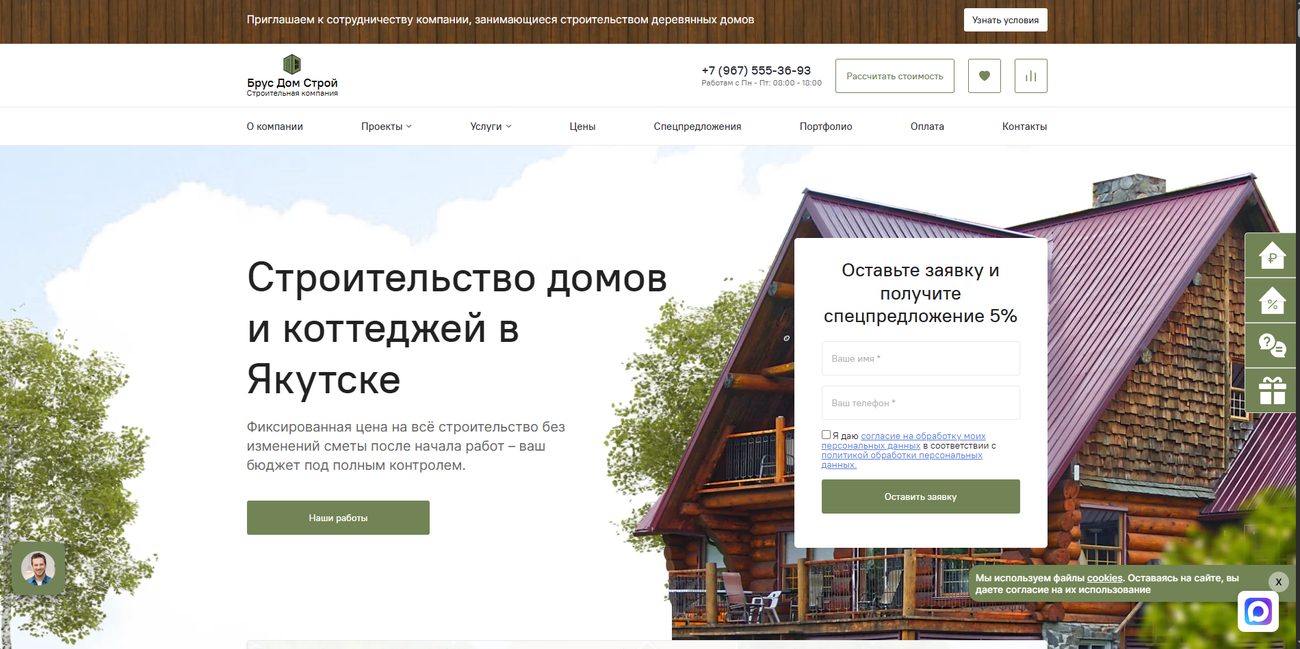 Приглашаем к сотрудничеству компании, занимающиеся строительством деревянных домов
Узнать условия
Брус Дом Строй
Строительная компания
+7 (967) 555-36-93
Работам с Пн - Пт: 08:00 - 18:00
Рассчитать стоимость
О компании
Проекты
Услуги
Цены
Спецпредложения
Портфолио
Оплата
Контакты
Строительство домов
и коттеджей в
Якутске
Фиксированная цена на всё строительство без
изменений сметы после начала работ – ваш
бюджет под полным контролем.
Наши работы
Оставьте заявку и
получите
спецпредложение 5%
Ваше имя *
Ваш телефон *
Я даю согласие на обработку моих
персональных данных в соответствии с
политикой обработки персональных
данных.
Оставить заявку
Мы используем файлы cookies. Оставаясь на сайте, вы
даете согласие на их использование
X